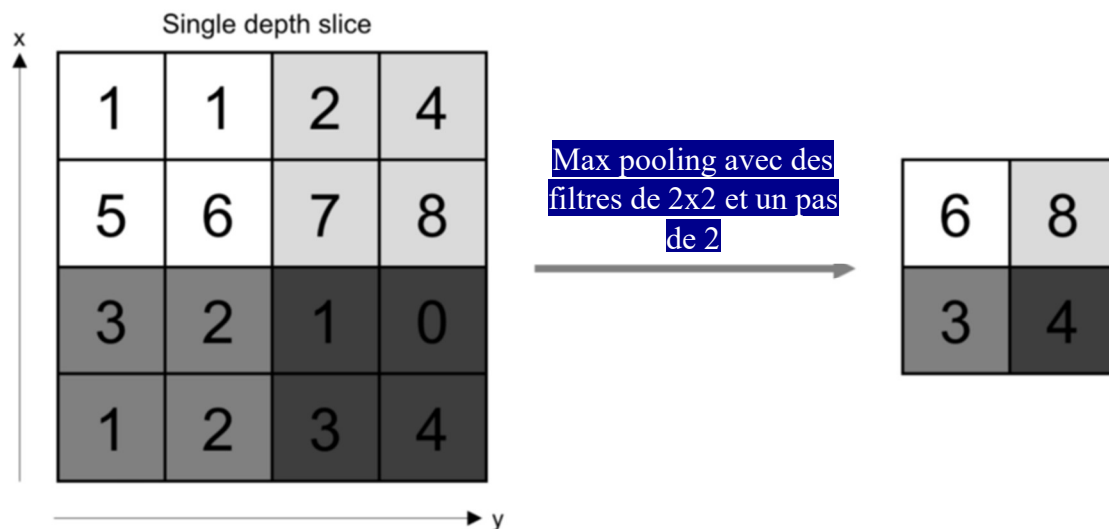 Single depth slice
x
1 1 2 4
5 6 7 8
3 2 1 0
1 2 3 4
y
Max pooling avec des
filtres de 2x2 et un pas
de 2
6 8
3 4